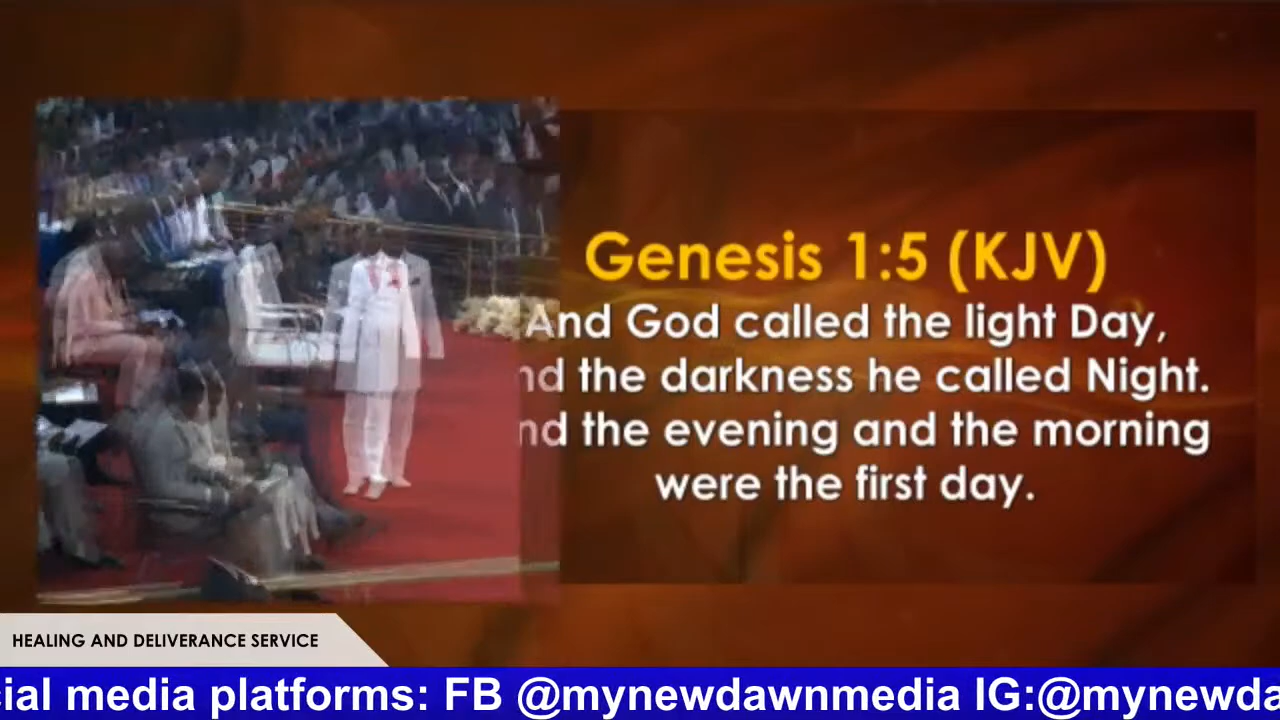 Genesis 1:5 (KJV)
And God called the light Day,
nd the darkness he called Night.
nd the evening and the morning
were the first day.
HEALING AND DELIVERANCE SERVICE
cial media platforms: FB @mynewdawnmedia IG:@mynewda